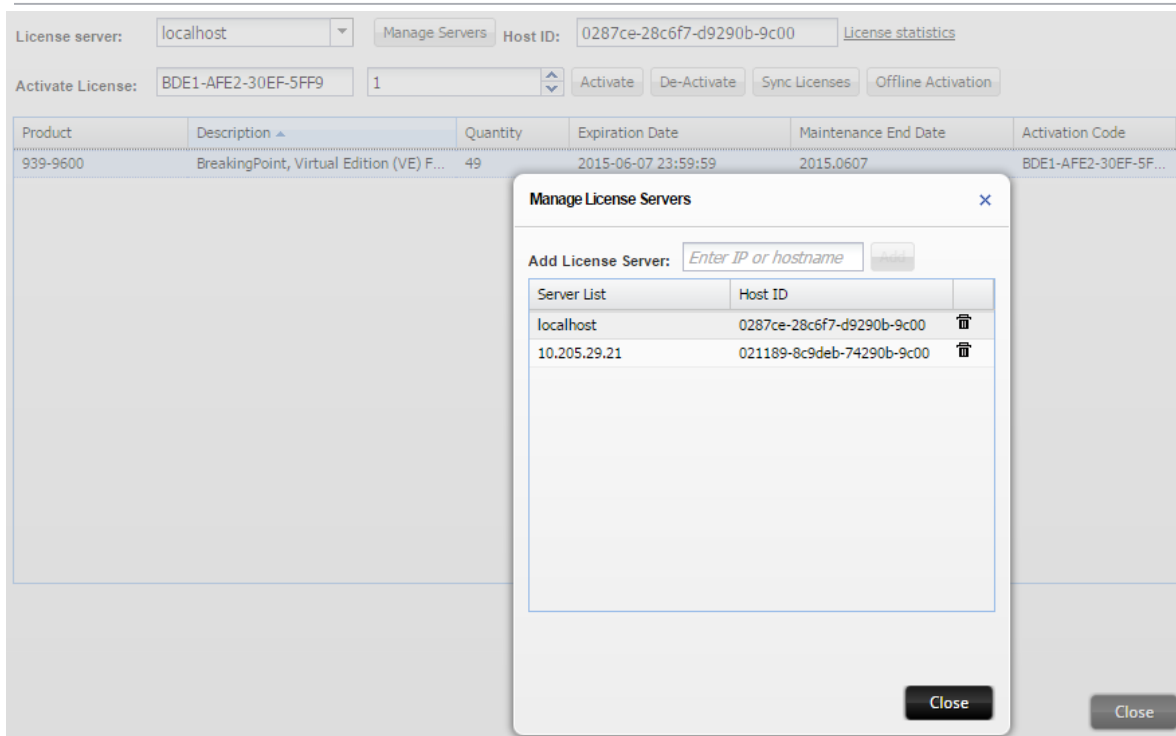 License server: localhost Manage Servers Host ID: 0287ce-28c6f7-d9290b-9c00 License statistics
Activate License: BDE1-AFE2-30EF-5FF9 1 Activate De-Activate Sync Licenses Offline Activation
Product Description Quantity Expiration Date Maintenance End Date Activation Code
939-9600 BreakingPoint, Virtual Edition (VE) F... 49 2015-06-07 23:59:59 2015.0607 BDE1-AFE2-30EF-5F...
Manage License Servers
Add License Server: Enter IP or hostname Add
Server List Host ID
localhost 0287ce-28c6f7-d9290b-9c00
10.205.29.21 021189-8c9deb-74290b-9c00
Close
Close